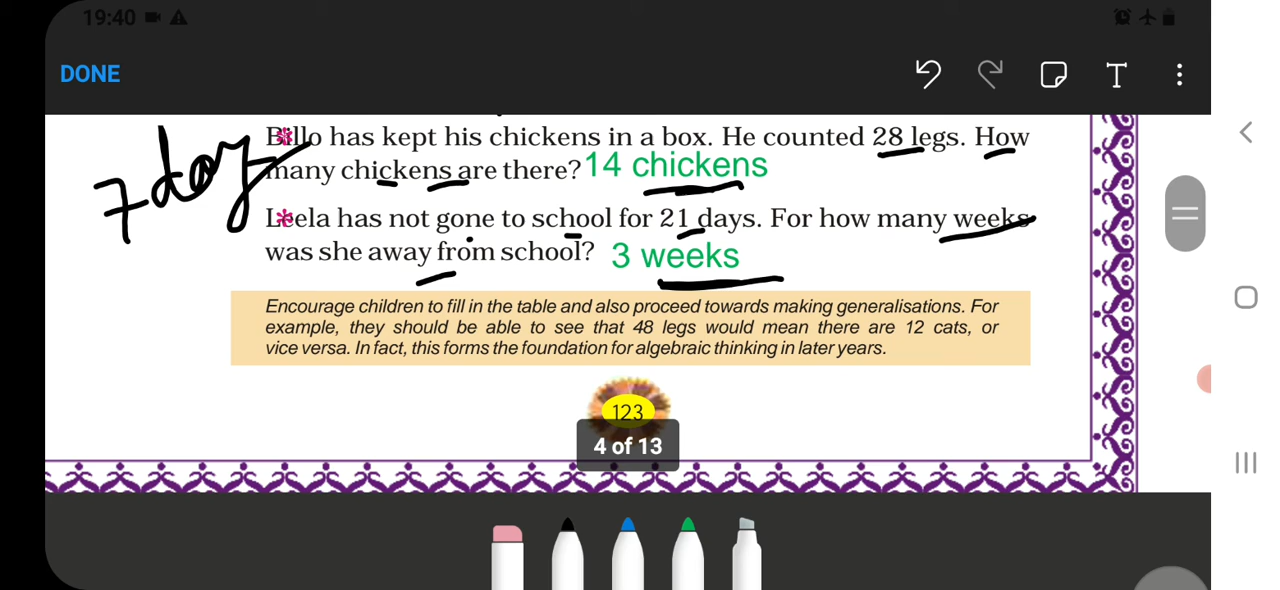 19:40
DONE
T
7 day
Billo has kept his chickens in a box. He counted 28 legs. How
many chickens are there? 14 chickens
Leela has not gone to school for 21 days. For how many weeks
was she away from school? 3 weeks
Encourage children to fill in the table and also proceed towards making generalisations. For
example, they should be able to see that 48 legs would mean there are 12 cats, or
vice versa. In fact, this forms the foundation for algebraic thinking in later years.
123
4 of 13